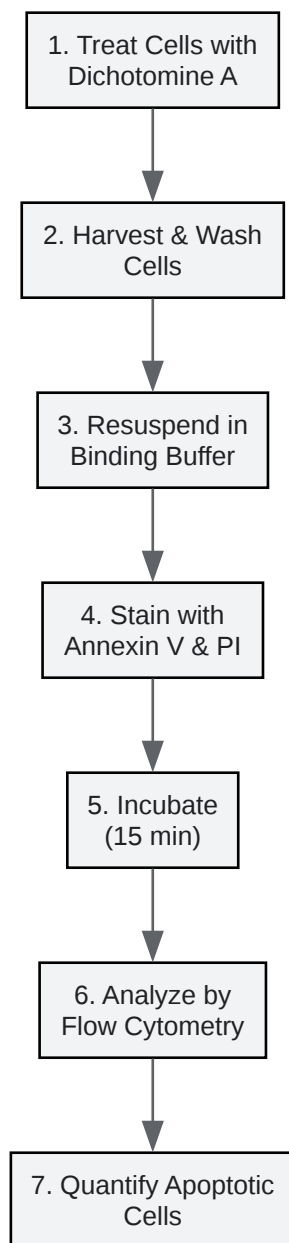 1. Treat Cells with
Dichotomine A
2. Harvest & Wash
Cells
3. Resuspend in
Binding Buffer
4. Stain with
Annexin V & PI
5. Incubate
(15 min)
6. Analyze by
Flow Cytometry
7. Quantify Apoptotic
Cells